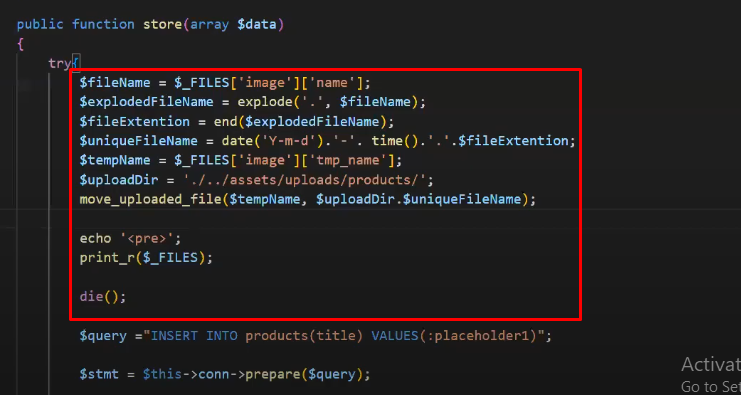 public function store(array $data)
{
try{
$fileName = $_FILES['image']['name'];
$explodedFileName = explode('.', $fileName);
$fileExtention = end($explodedFileName);
$uniqueFileName = date('Y-m-d').'-'. time().'.'.$fileExtention;
$tempName = $_FILES['image']['tmp_name'];
$uploadDir = './../assets/uploads/products/';
move_uploaded_file($tempName, $uploadDir.$uniqueFileName);
echo '<pre>';
print_r($_FILES);
die();
$query ="INSERT INTO products(title) VALUES(:placeholder1)";
$stmt = $this->conn->prepare($query);
Activat
Go to Set